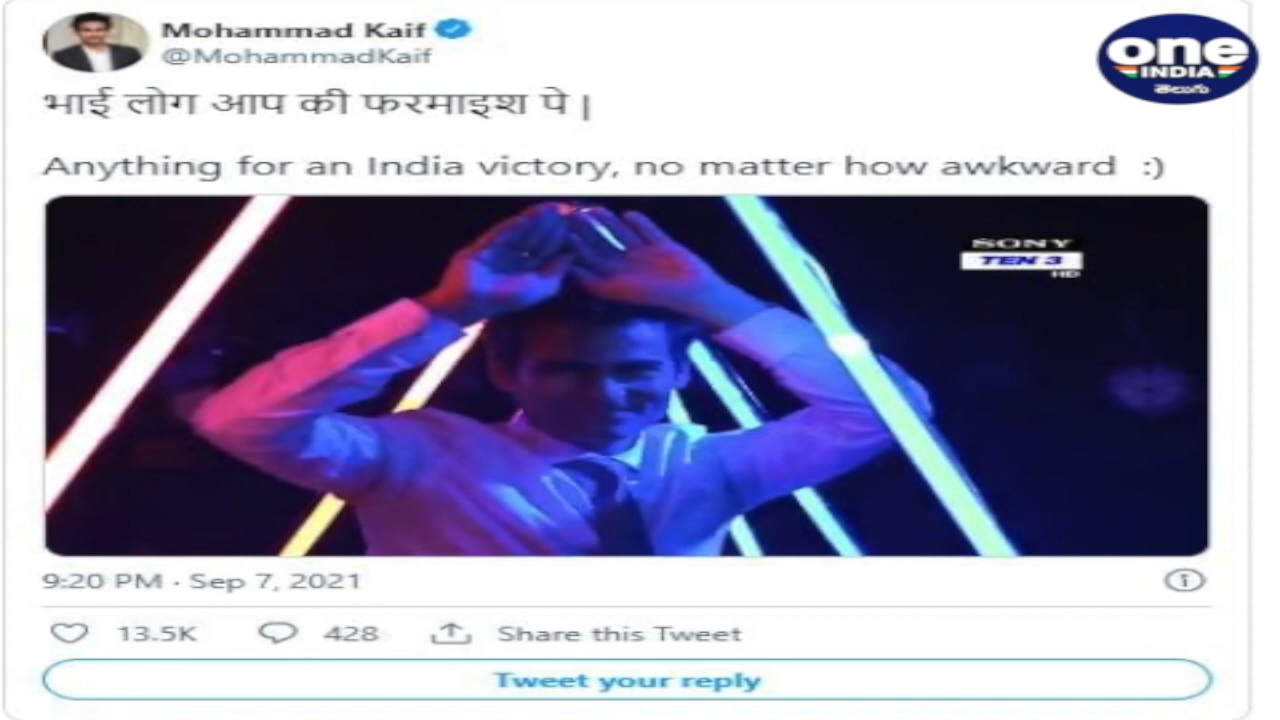 Mohammad Kaif
@MohammadKaif
one
INDIA
తెలుగు
भाई लोग आप की फरमाइश पे |
Anything for an India victory, no matter how awkward :)
SONY
TEN 3
HD
9:20 PM · Sep 7, 2021
13.5K 428 Share this Tweet
Tweet your reply